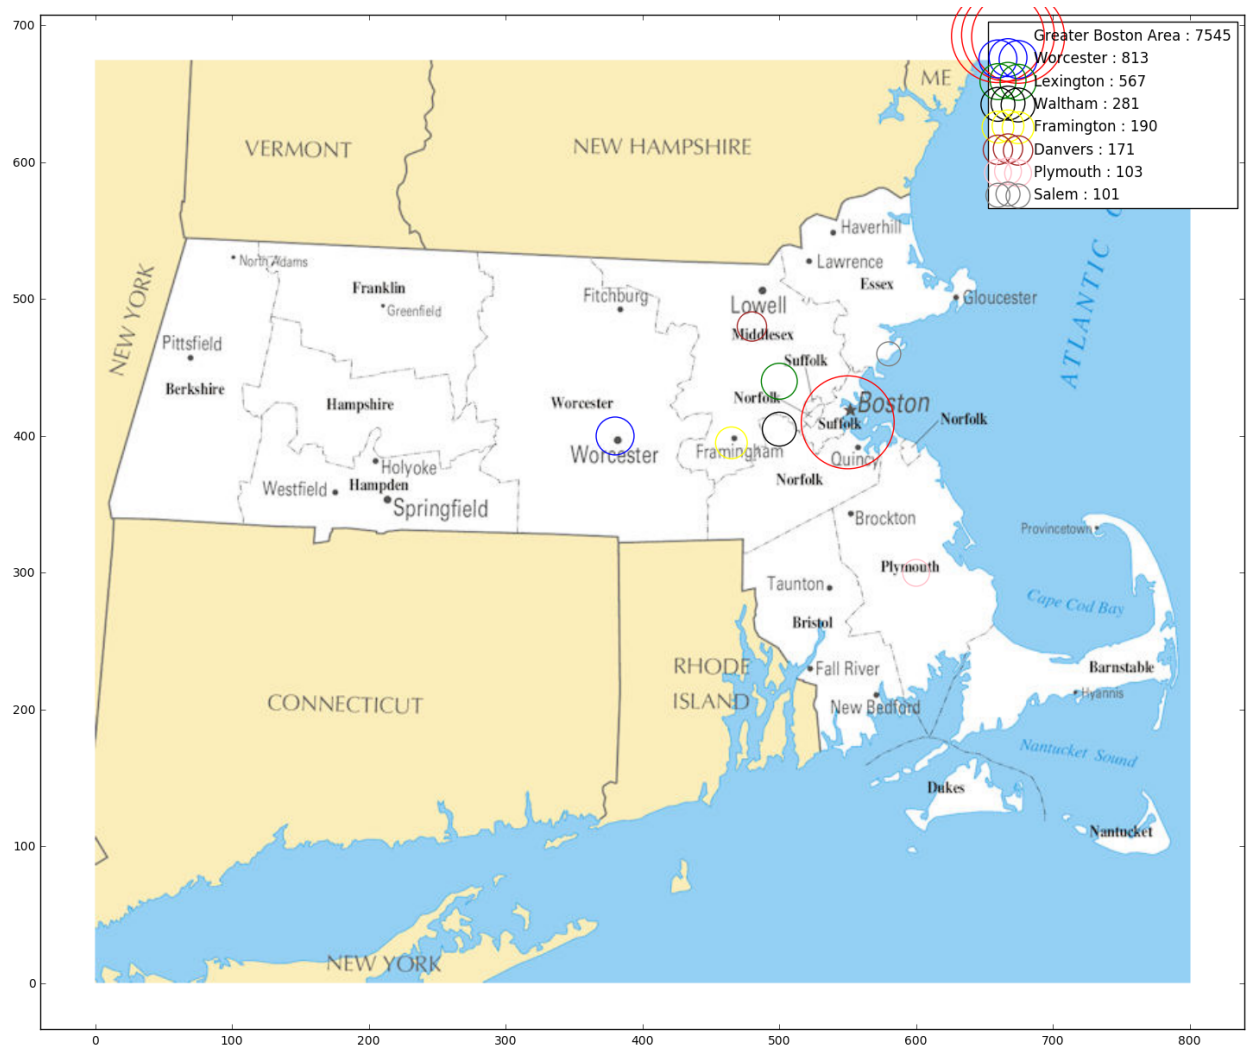 700
600
500
400
300
200
100
0
0
100
200
300
400
500
600
700
800
Greater Boston Area : 7545
Worcester : 813
Lexington : 567
Waltham : 281
Framington : 190
Danvers : 171
Plymouth : 103
Salem : 101
ME
VERMONT
NEW HAMPSHIRE
NEW YORK
ATLANTIC
Haverhill
Lawrence
Essex
North Adams
Franklin
Greenfield
Fitchburg
Lowell
Gloucester
Middlesex
Pittsfield
Berkshire
Suffolk
Hampshire
Worcester
Norfolk
Boston
Suffolk
Norfolk
Worcester
Framingham
Quincy
Holyoke
Westfield
Hampden
Springfield
Norfolk
Brockton
Provincetown
Plymouth
Taunton
Cape Cod Bay
Bristol
RHODE
ISLAND
Fall River
Barnstable
Hyannis
New Bedford
CONNECTICUT
Nantucket Sound
Dukes
Nantucket
NEW YORK